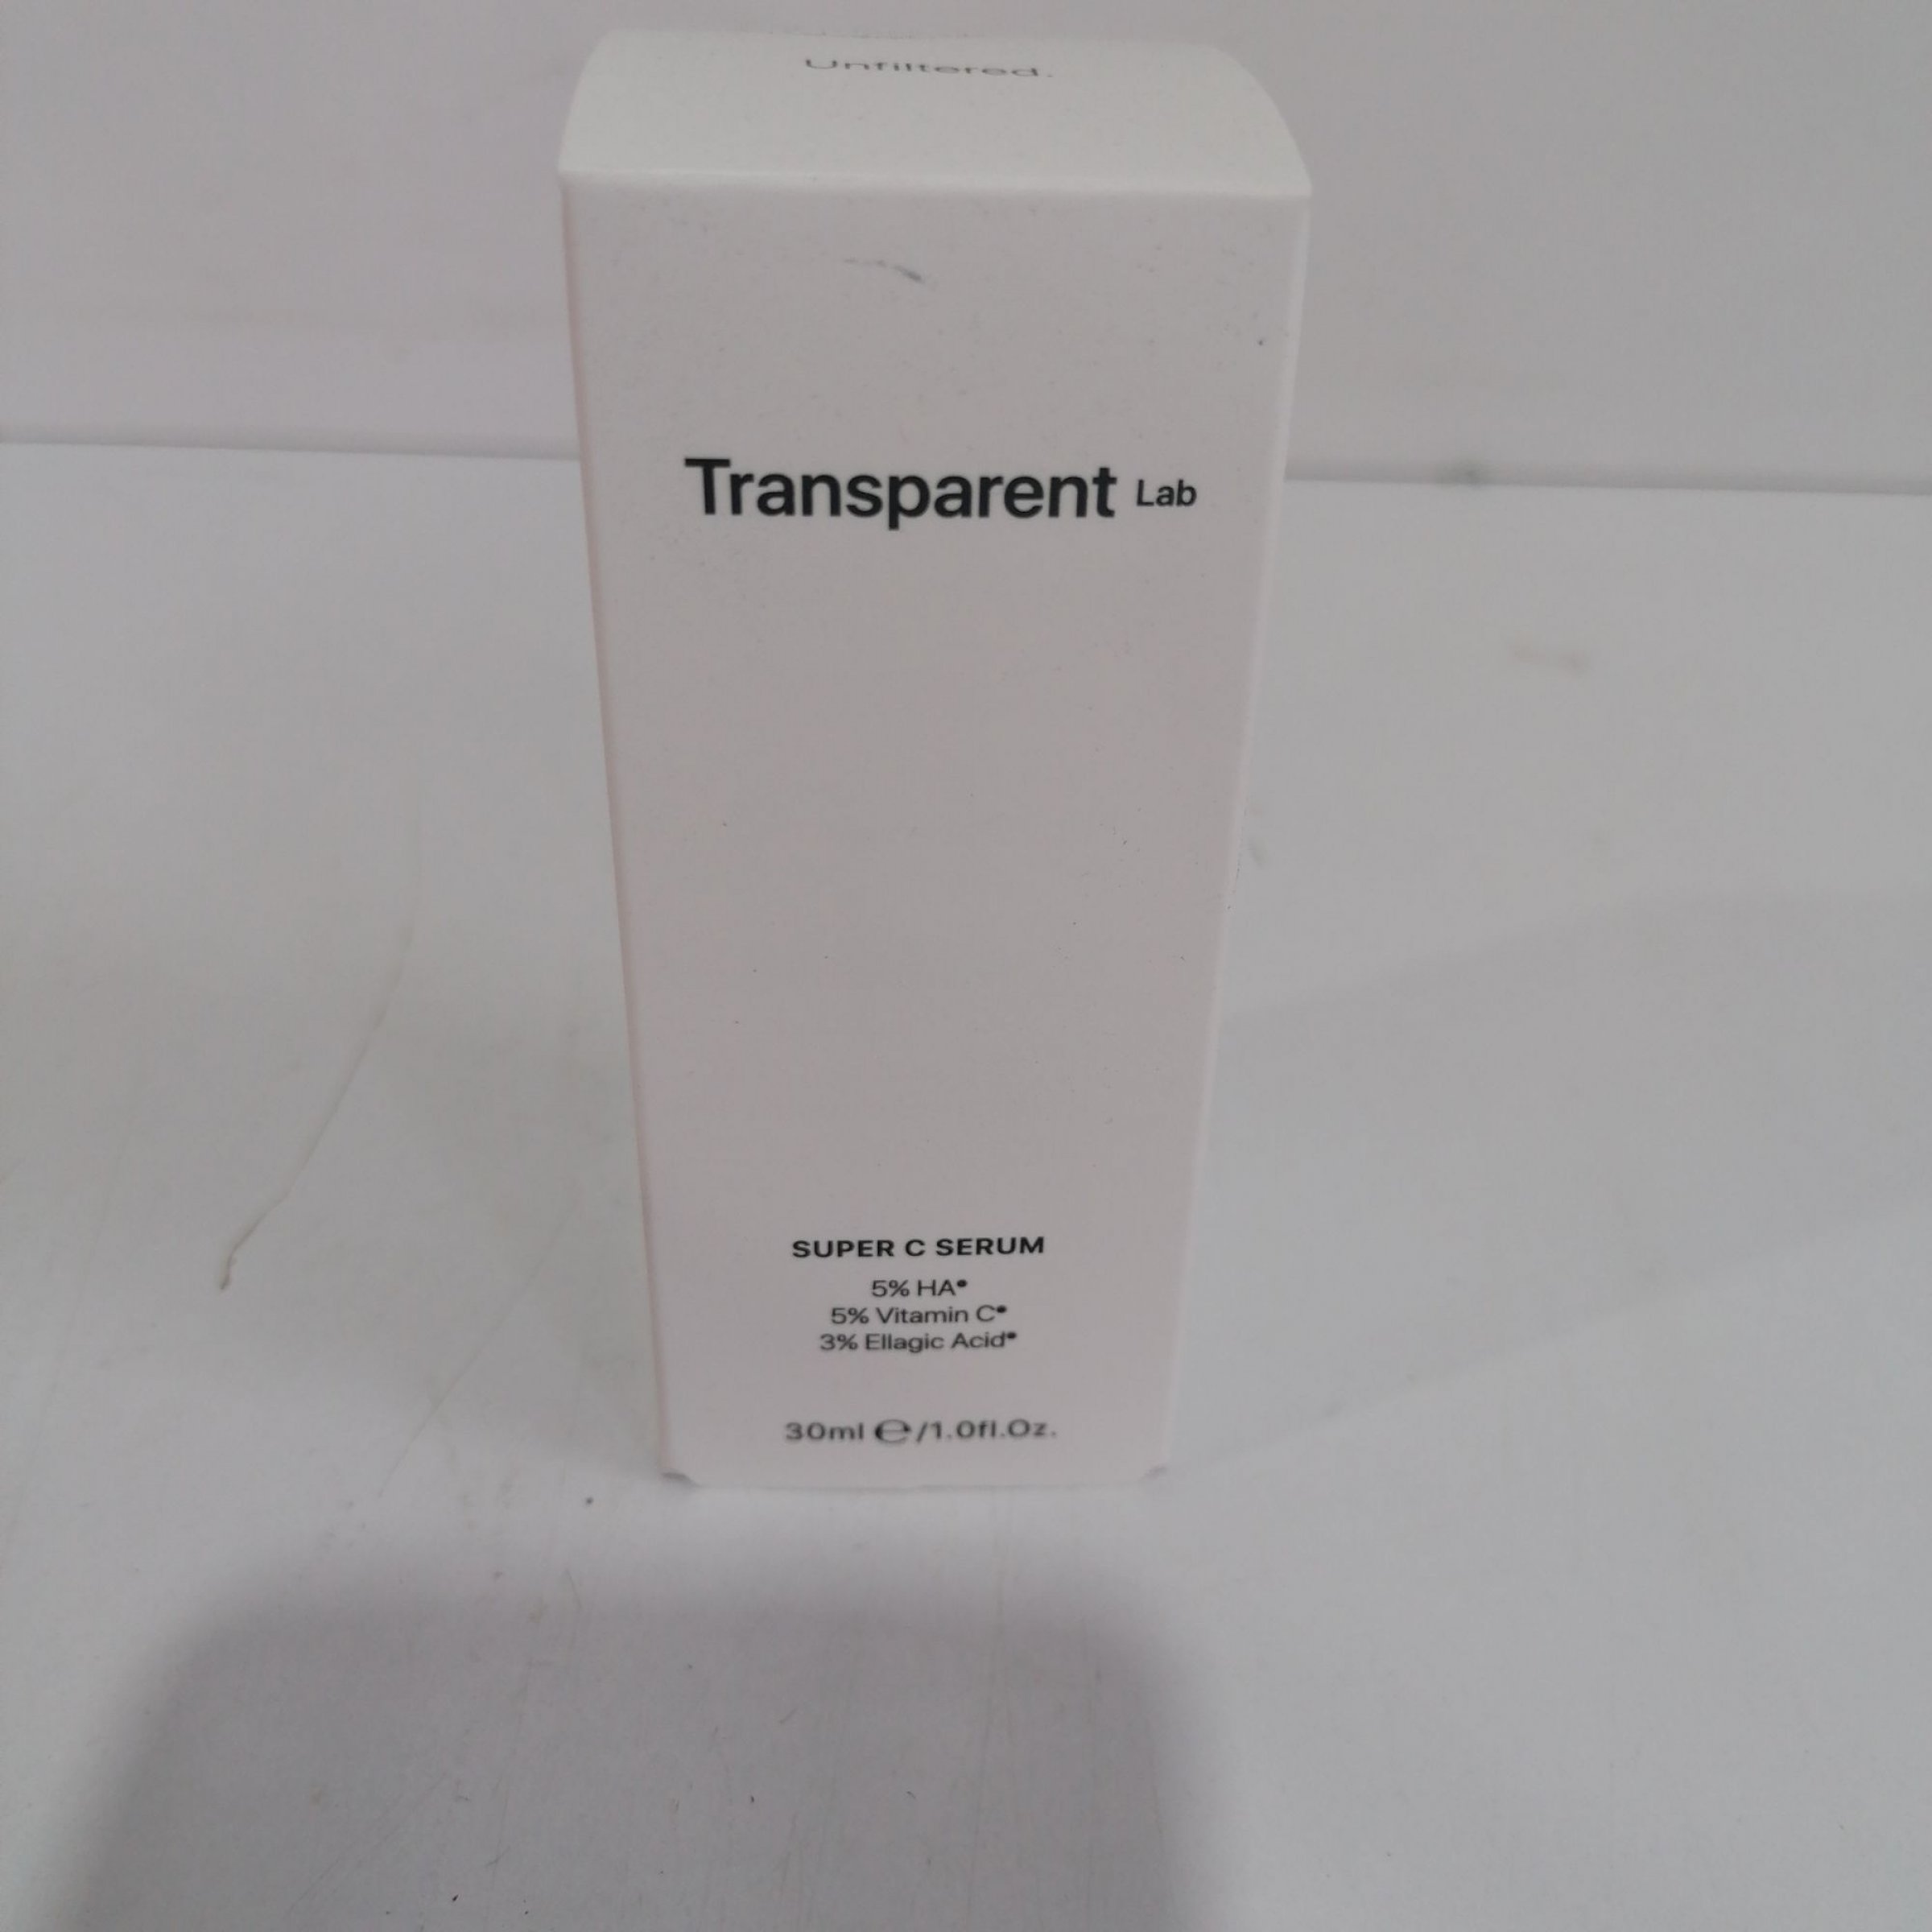 Unfiltered.
Transparent Lab
SUPER C SERUM
5% HA•
5% Vitamin C•
3% Ellagic Acid•
30ml ℮/1.0fl.Oz.